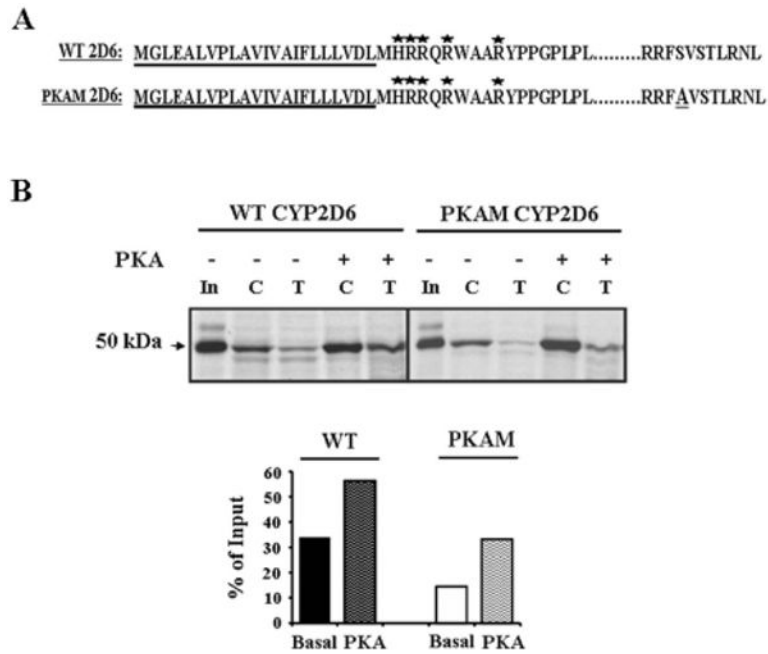 A
WT 2D6: MGLEALVPLAVIVAIFLLLVDLMHRRQRWAARYPPGPLPL.........RRFSVSTLRNL
PKAM 2D6: MGLEALVPLAVIVAIFLLLVDLMHRRQRWAARYPPGPLPL.........RRFAVSTLRNL
B
WT CYP2D6 PKAM CYP2D6
PKA - - - + + - - - + +
In C T C T In C T C T
50 kDa
WT PKAM
60
50
40
30
20
10
0
% of Input
Basal PKA Basal PKA